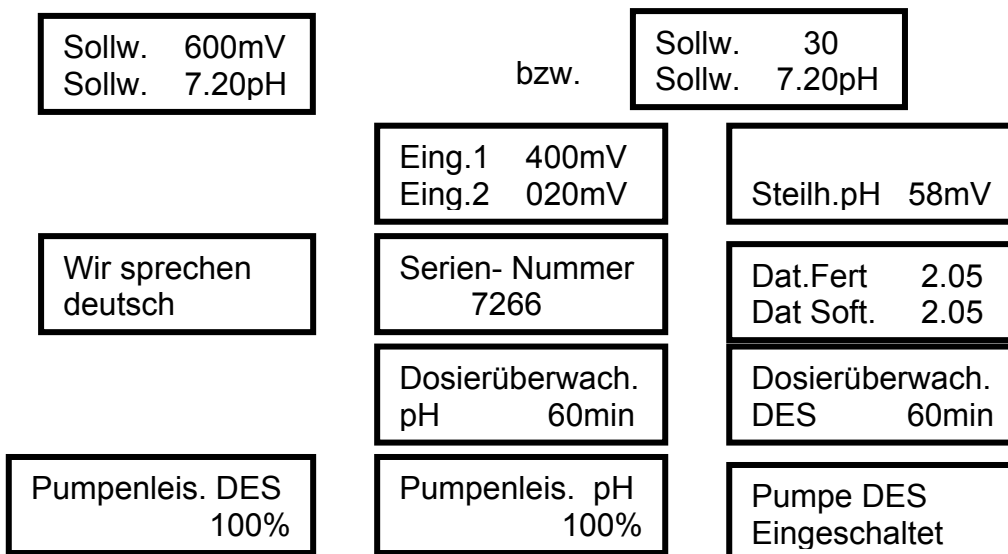 Sollw. 600mV
Sollw. 7.20pH
bzw.
Sollw. 30
Sollw. 7.20pH
Eing.1 400mV
Eing.2 020mV
Steilh.pH 58mV
Wir sprechen
deutsch
Serien- Nummer
7266
Dat.Fert 2.05
Dat Soft. 2.05
Dosierüberwach.
pH 60min
Dosierüberwach.
DES 60min
Pumpenleis. DES
100%
Pumpenleis. pH
100%
Pumpe DES
Eingeschaltet